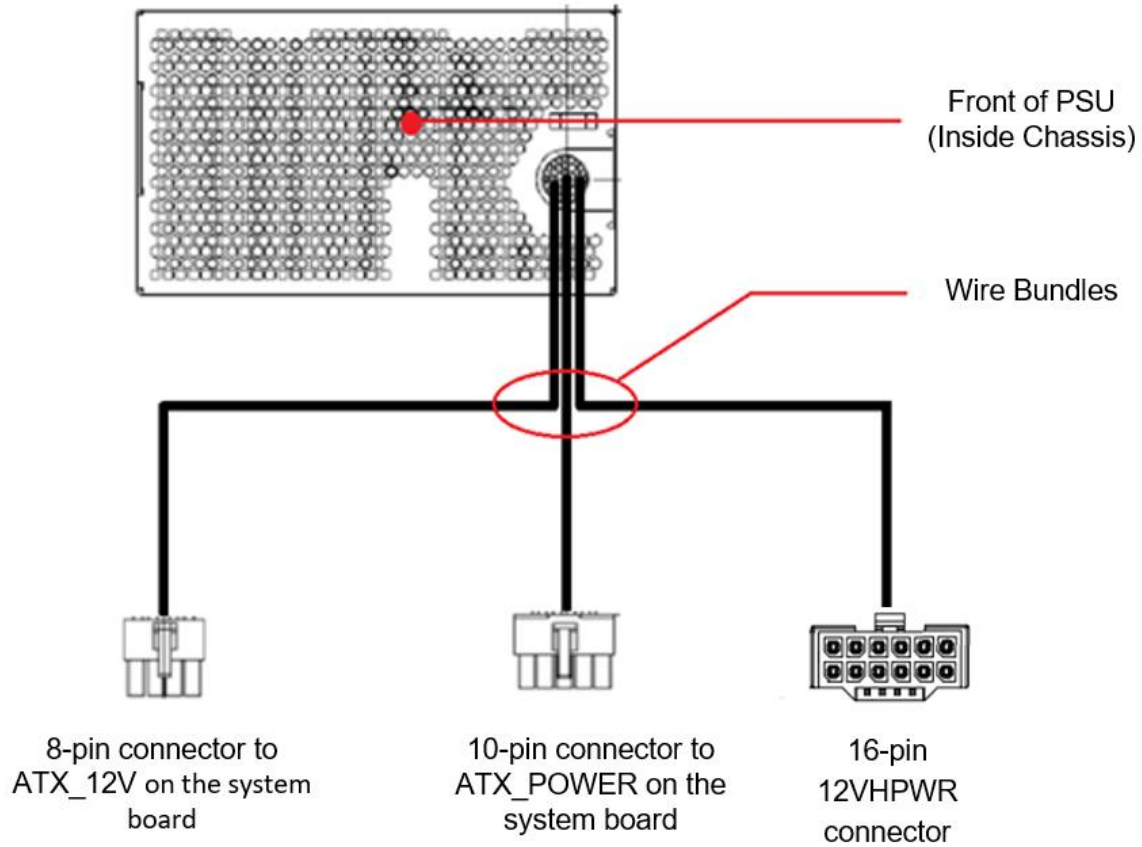 Front of PSU
(Inside Chassis)
Wire Bundles
8-pin connector to
ATX_12V on the system
board
10-pin connector to
ATX_POWER on the
system board
16-pin
12VHPWR
connector